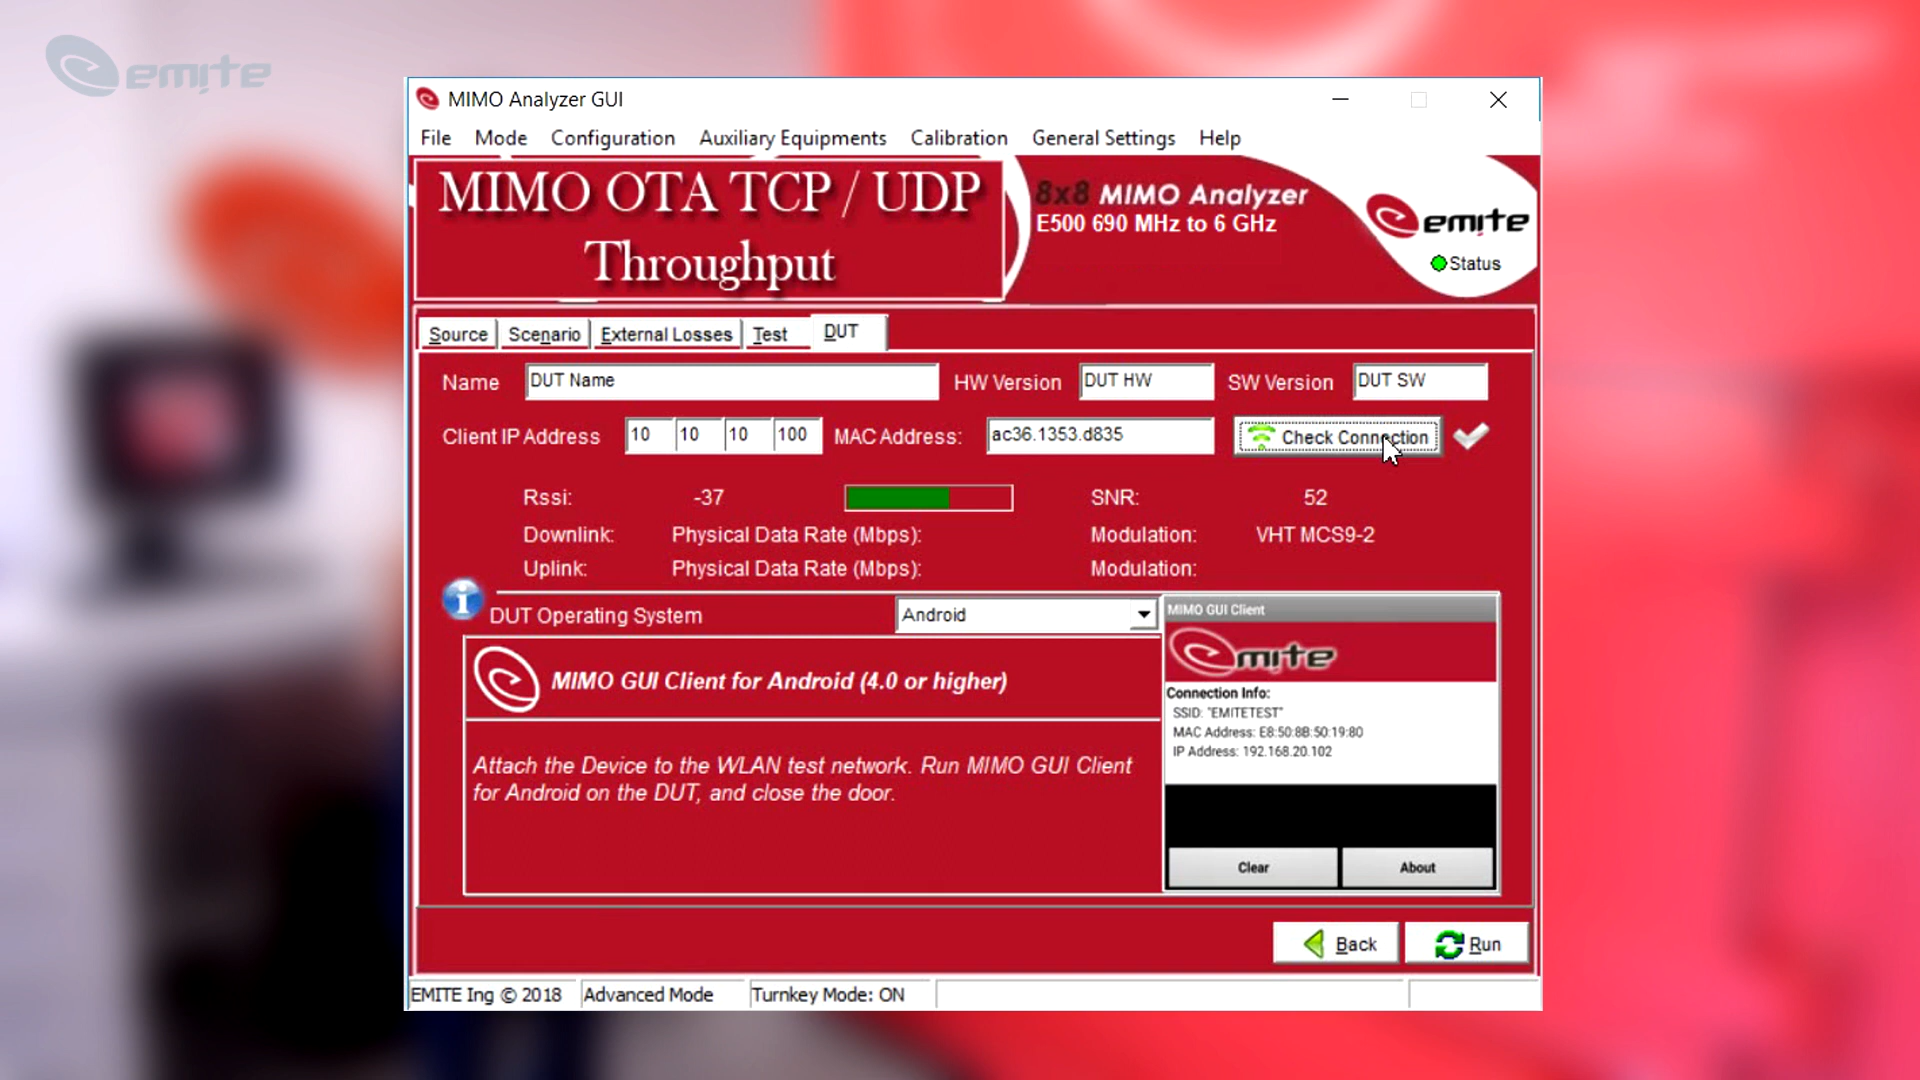 emite
MIMO Analyzer GUI
File Mode Configuration Auxiliary Equipments Calibration General Settings Help
MIMO OTA TCP / UDP
Throughput
8x8 MIMO Analyzer
E500 690 MHz to 6 GHz
emite
Status
Source Scenario External Losses Test DUT
Name DUT Name HW Version DUT HW SW Version DUT SW
Client IP Address 10 10 10 100 MAC Address: ac36.1353.d835 Check Connection
Rssi: -37 SNR: 52
Downlink: Physical Data Rate (Mbps): Modulation: VHT MCS9-2
Uplink: Physical Data Rate (Mbps): Modulation:
DUT Operating System Android
MIMO GUI Client for Android (4.0 or higher)
Attach the Device to the WLAN test network. Run MIMO GUI Client
for Android on the DUT, and close the door.
MIMO GUI Client
emite
Connection Info:
SSID: "EMITETEST"
MAC Address: E8:50:8B:50:19:80
IP Address: 192.168.20.102
Clear About
Back Run
EMITE Ing © 2018 Advanced Mode Turnkey Mode: ON